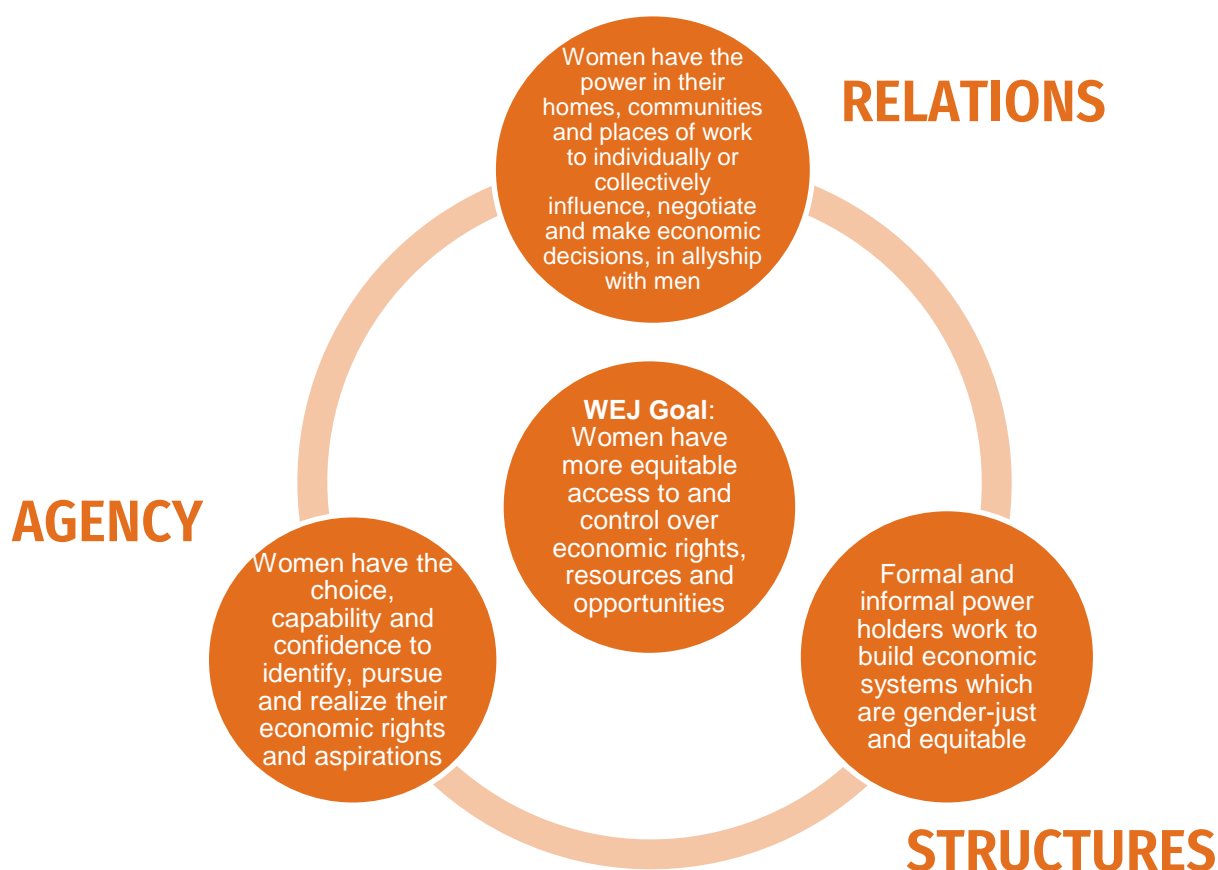 RELATIONS
Women have the
power in their
homes, communities
and places of work
to individually or
collectively
influence, negotiate
and make economic
decisions, in allyship
with men
WEJ Goal:
Women have
more equitable
access to and
control over
economic rights,
resources and
opportunities
AGENCY
Women have the
choice,
capability and
confidence to
identify, pursue
and realize their
economic rights
and aspirations
Formal and
informal power
holders work to
build economic
systems which
are gender-just
and equitable
STRUCTURES